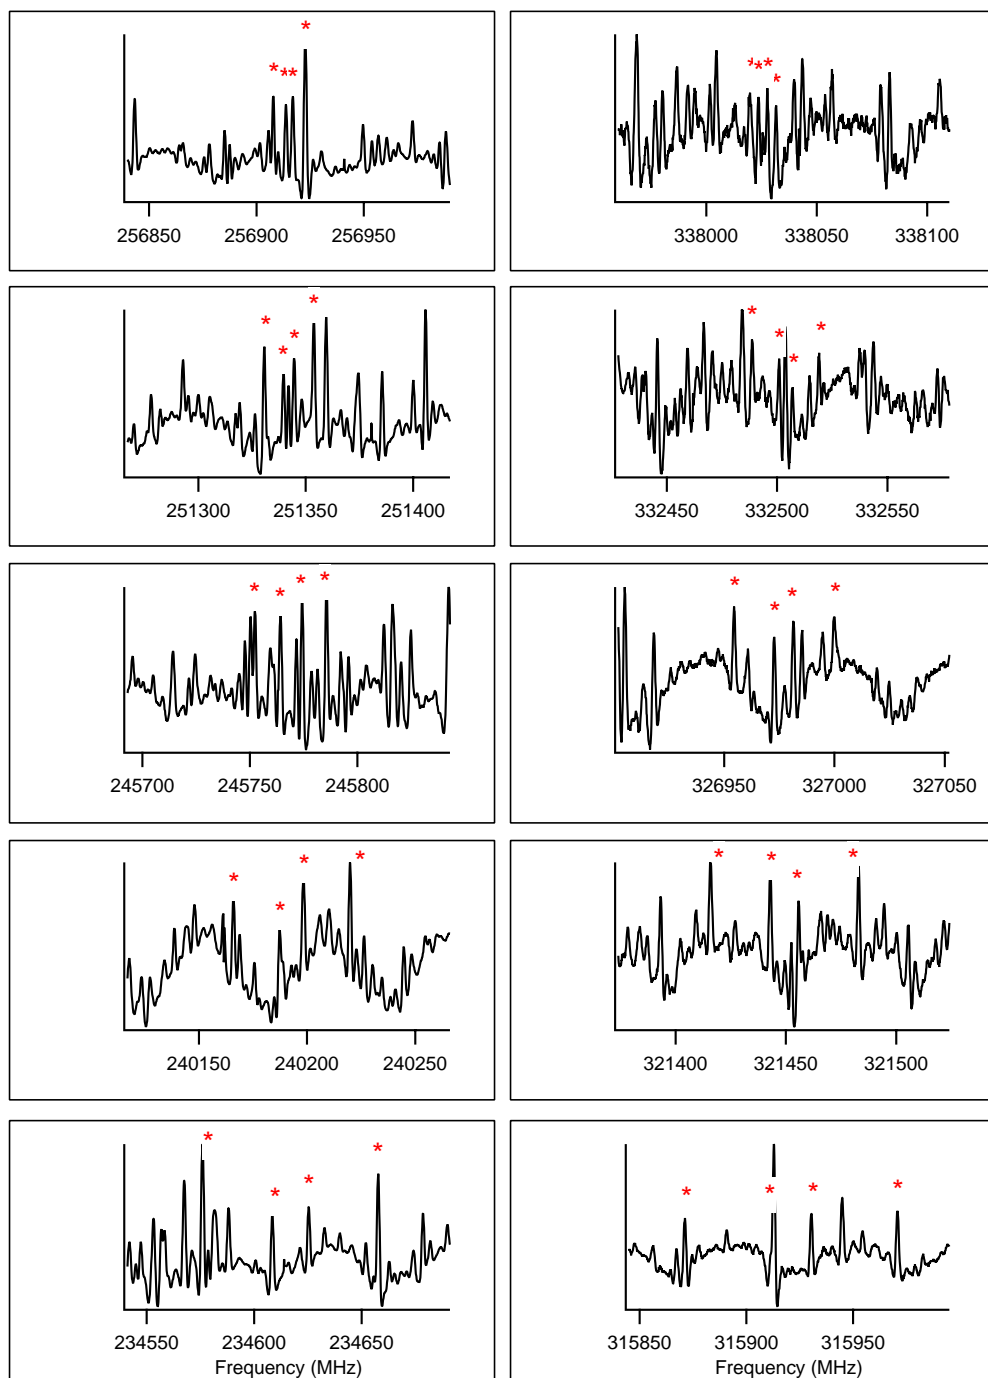 * * * *
256850 256900 256950
* * * *
338000 338050 338100
* * * *
251300 251350 251400
* * * *
332450 332500 332550
* * * *
245700 245750 245800
* * * *
326950 327000 327050
* * * *
240150 240200 240250
* * * *
321400 321450 321500
* * * *
234550 234600 234650
Frequency (MHz)
* * * *
315850 315900 315950
Frequency (MHz)